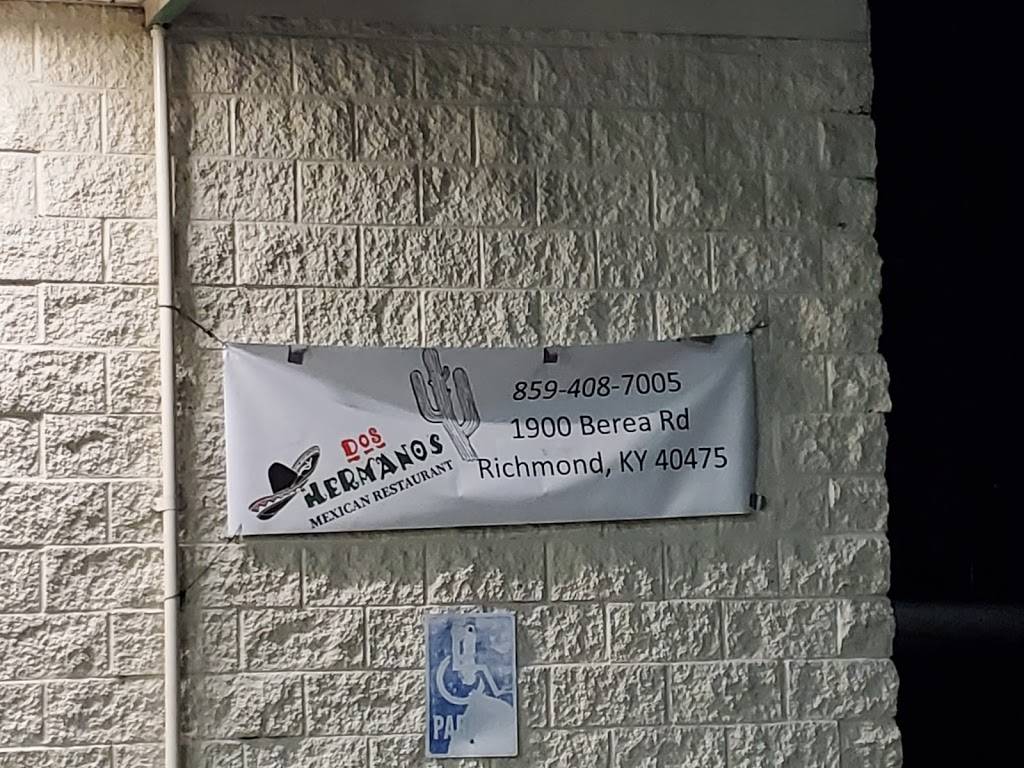 DOS
HERMANOS
MEXICAN RESTAURANT
859-408-7005
1900 Berea Rd
Richmond, KY 40475